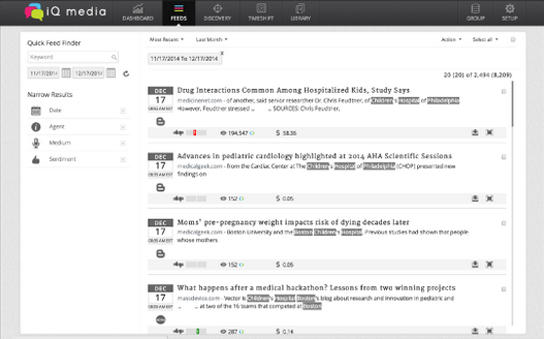 iQ media
DASHBOARD
FEEDS
DISCOVERY
TIMESHIFT
LIBRARY
GROUP
SETUP
Quick Feed Finder
Keyword
11/17/2014
12/17/2014
Narrow Results
Date
Agent
Medium
Sentiment
Most Recent
Last Month
Action
Select all
11/17/2014 To 12/17/2014 x
20 (20) of 2,494 (8,209)
DEC
17
Drug Interactions Common Among Hospitalized Kids, Study Says
medicinenet.com - of another, said senior researcher Dr. Chris Feudtner, of Children's Hospital of Philadelphia
However, Feudtner stressed ... ... SOURCES: Chris Feudtner,
194,547
$ 58.36
DEC
17
Advances in pediatric cardiology highlighted at 2014 AHA Scientific Sessions
medicalgeek.com - from the Cardiac Center at The Children's Hospital of Philadelphia (CHOP) presented new
findings on
152
$ 0.05
DEC
17
Moms' pre-pregnancy weight impacts risk of dying decades later
medicalgeek.com - Boston University and the Boston Children's Hospital. Previous studies had shown that people
whose mothers
152
$ 0.05
DEC
17
What happens after a medical hackathon? Lessons from two winning projects
massdevice.com - Vector is Children's Hospital Boston's blog about research and innovation in pediatric and
... ... at two of the 16 teams that competed at Boston
287
$ 0.14